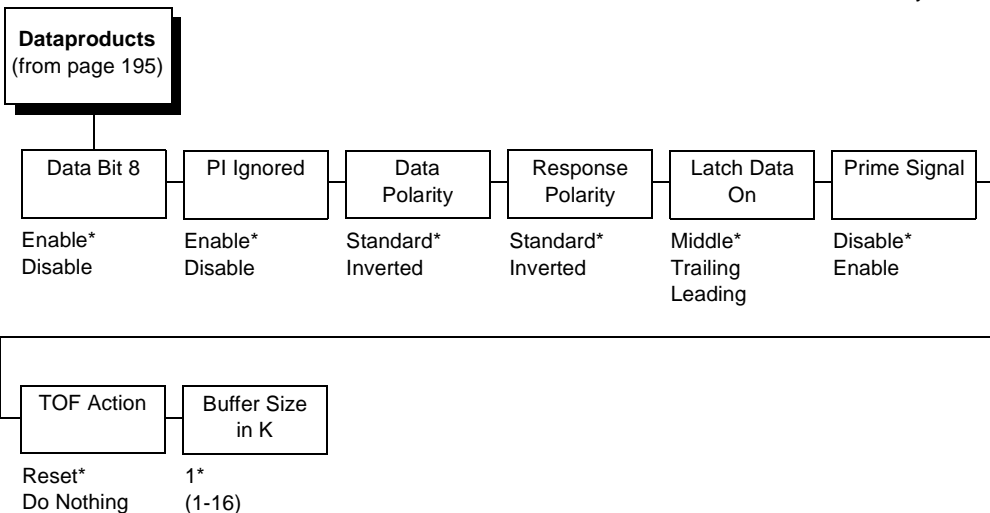 Dataproducts
(from page 195)
Data Bit 8
PI Ignored
Data
Polarity
Response
Polarity
Latch Data
On
Prime Signal
Enable*
Disable
Enable*
Disable
Standard*
Inverted
Standard*
Inverted
Middle*
Trailing
Leading
Disable*
Enable
TOF Action
Buffer Size
in K
Reset*
Do Nothing
1*
(1-16)